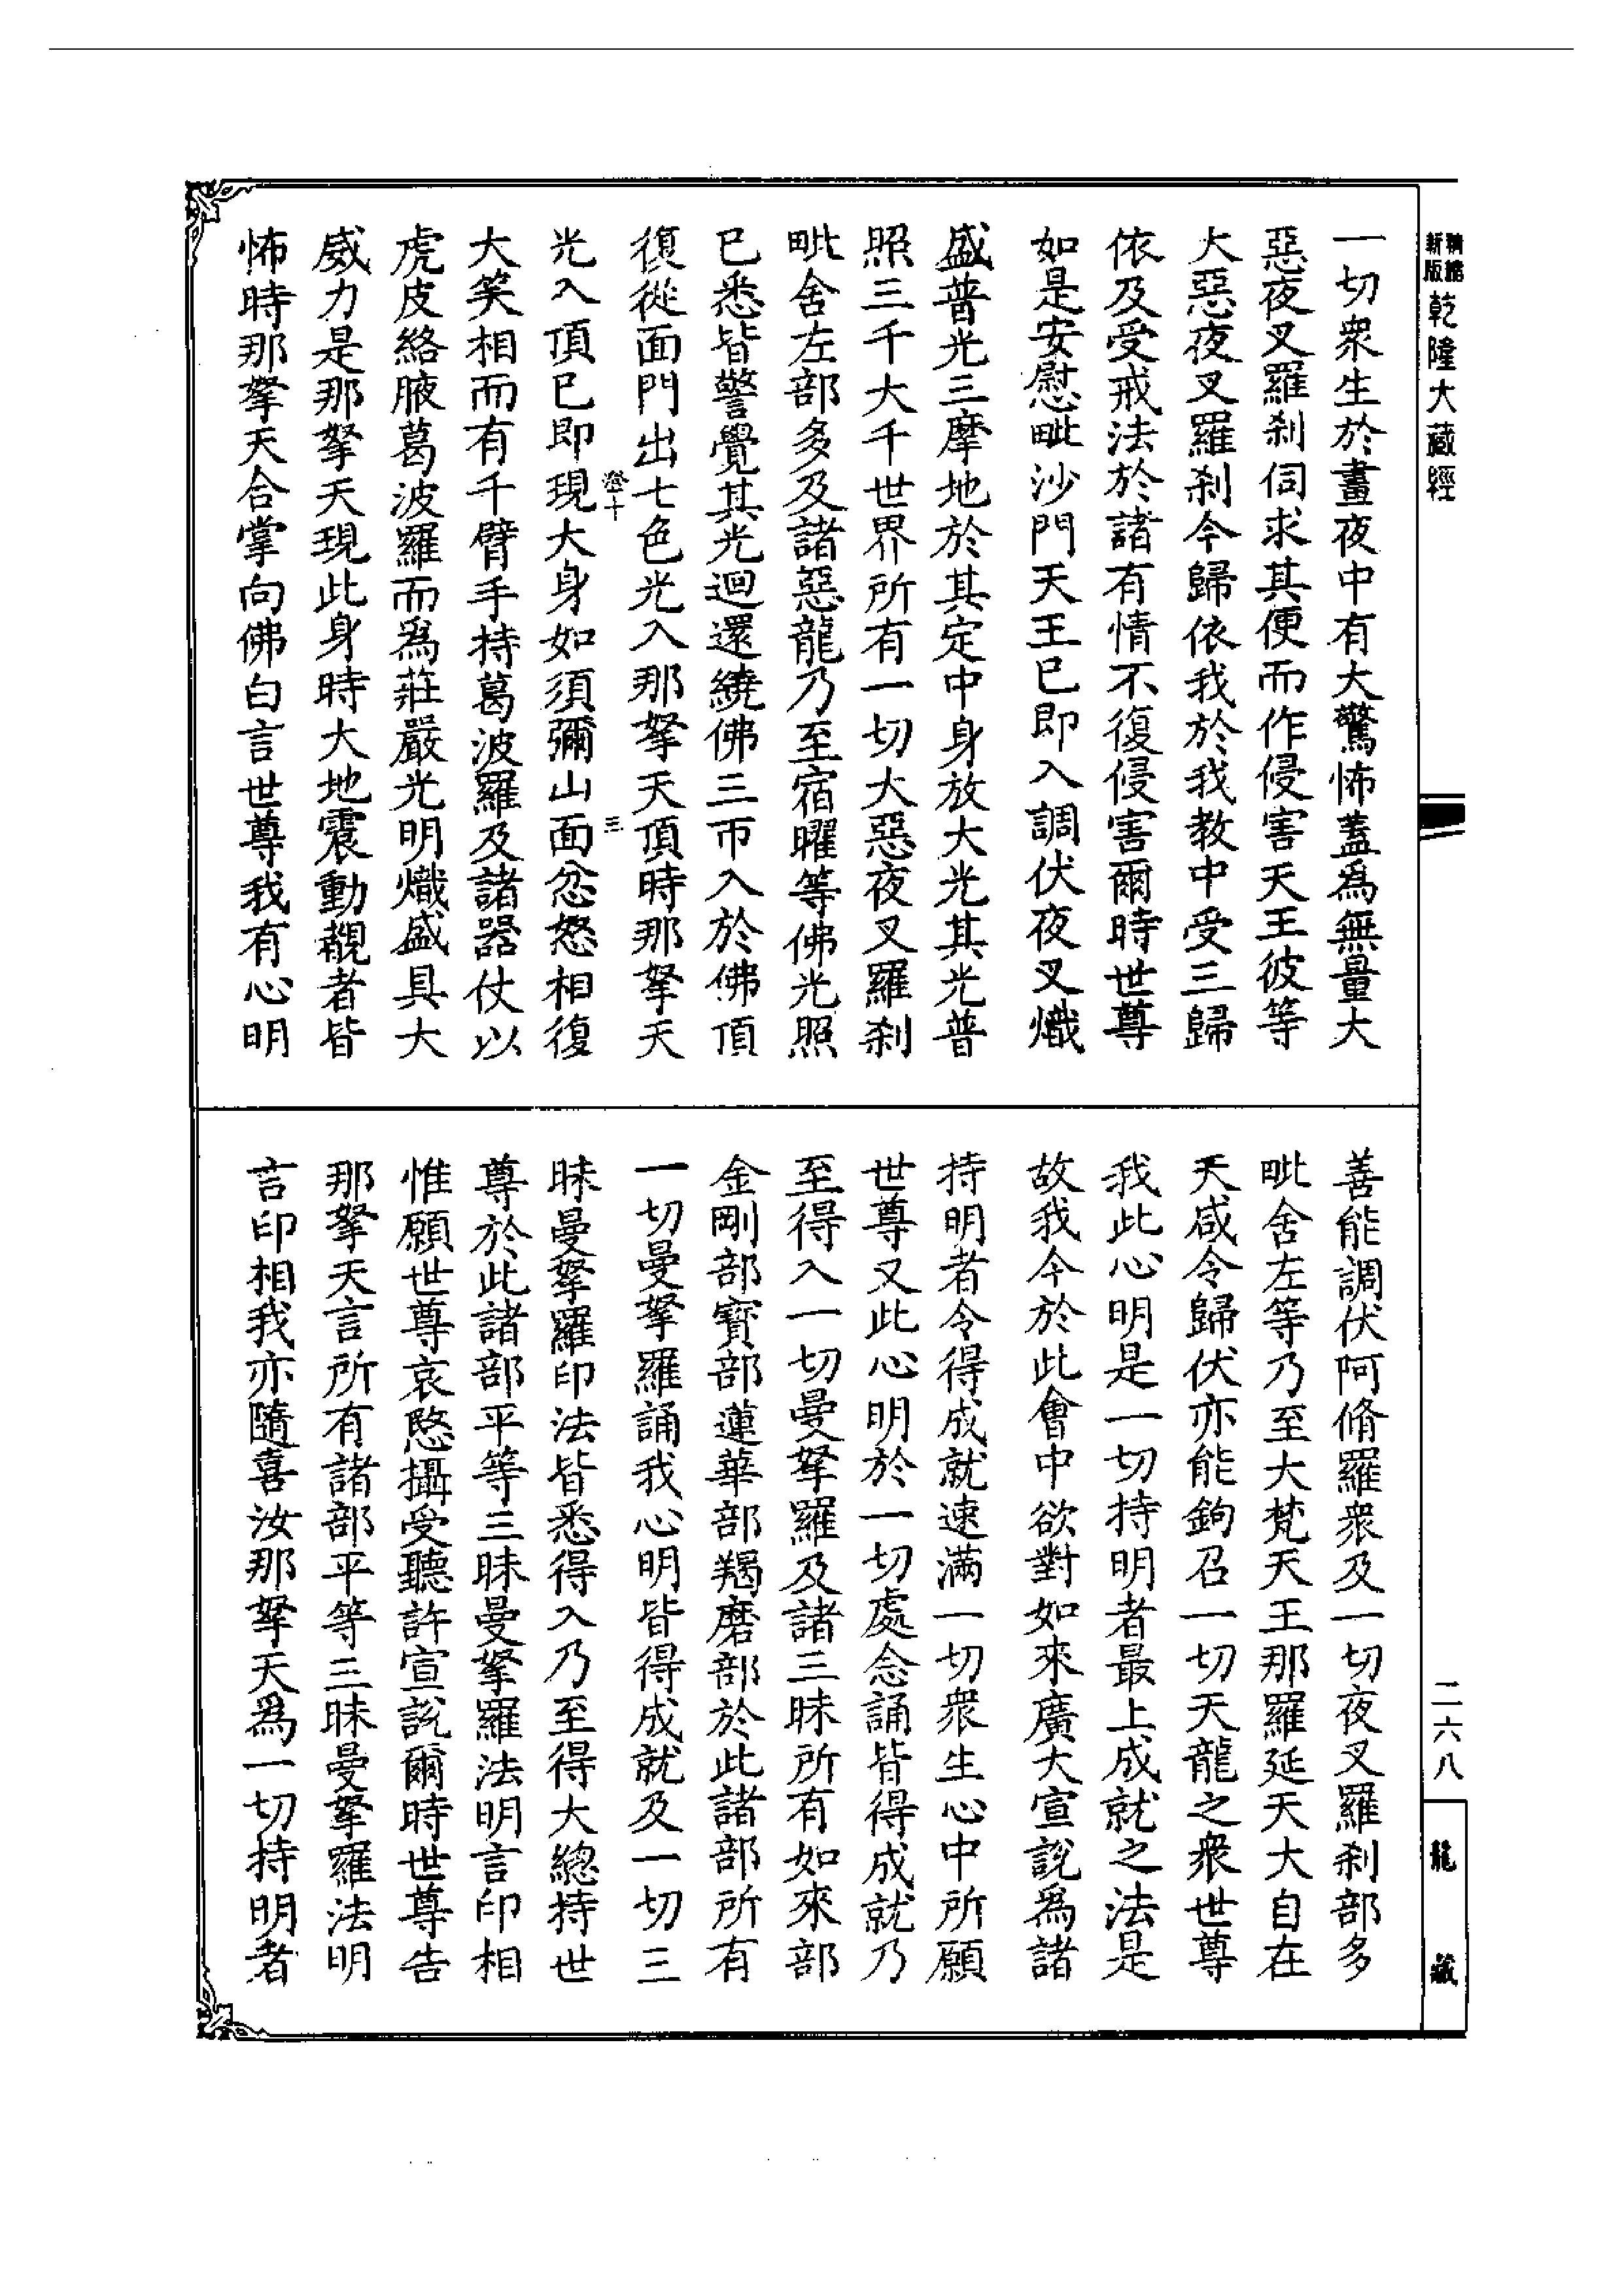 精繕
新版
乾隆大藏經
二六八
龍藏
一切衆生於晝夜中有大驚怖蓋爲無量大
惡夜叉羅刹伺求其便而作侵害天王彼等
大惡夜叉羅刹今歸依我於我教中受三歸
依及受戒法於諸有情不復侵害爾時世尊
如是安慰毗沙門天王已即入調伏夜叉熾
盛普光三摩地於其定中身放大光其光普
照三千大千世界所有一切大惡夜叉羅刹
毗舍左部多及諸惡龍乃至宿曜等佛光照
已悉皆警覺其光迴還繞佛三帀入於佛頂
復從面門出七色光入那拏天頂時那拏天
卷十
三
光入頂已即現大身如須彌山面忿怒相復
大笑相而有千臂手持葛波羅及諸器仗以
虎皮絡腋葛波羅而爲莊嚴光明熾盛具大
威力是那拏天現此身時大地震動覩者皆
怖時那拏天合掌向佛白言世尊我有心明
善能調伏阿脩羅衆及一切夜叉羅刹部多
毗舍左等乃至大梵天王那羅延天大自在
天咸令歸伏亦能鉤召一切天龍之衆世尊
我此心明是一切持明者最上成就之法是
故我今於此會中欲對如來廣大宣說爲諸
持明者令得成就速滿一切衆生心中所願
世尊又此心明於一切處念誦皆得成就乃
至得入一切曼拏羅及諸三昧所有如來部
金剛部寶部蓮華部羯磨部於此諸部所有
一切曼拏羅誦我心明皆得成就及一切三
昧曼拏羅印法皆悉得入乃至得大總持世
尊於此諸部平等三昧曼拏羅法明言印相
惟願世尊哀愍攝受聽許宣說爾時世尊告
那拏天言所有諸部平等三昧曼拏羅法明
言印相我亦隨喜汝那拏天爲一切持明者